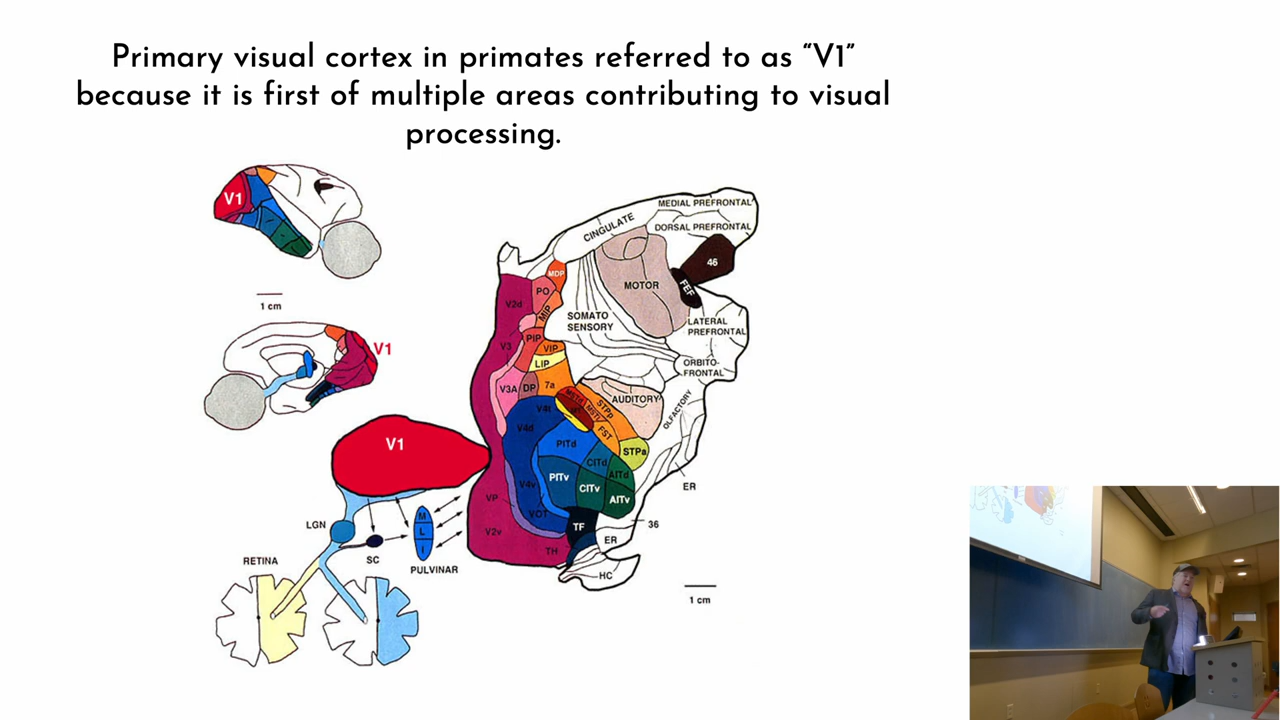 Primary visual cortex in primates referred to as “V1”
because it is first of multiple areas contributing to visual
processing.
V1
1 cm
V1
MEDIAL PREFRONTAL
CINGULATE
DORSAL PREFRONTAL
46
MDP
FEF
MOTOR
PO
V2d
MIP
SOMATO
SENSORY
LATERAL
PREFRONTAL
PIP
V3
VIP
LIP
ORBITO-
FRONTAL
7a
V3A
DP
AUDITORY
MSTd
MSTl
STPp
OLFACTORY
V4t
MT
V4d
FST
PITd
STPa
V1
CITd
AITd
PITv
V4v
CITv
AITv
ER
VP
VOT
M
L
I
LGN
TF
36
V2v
ER
SC
TH
RETINA
PULVINAR
HC
1 cm